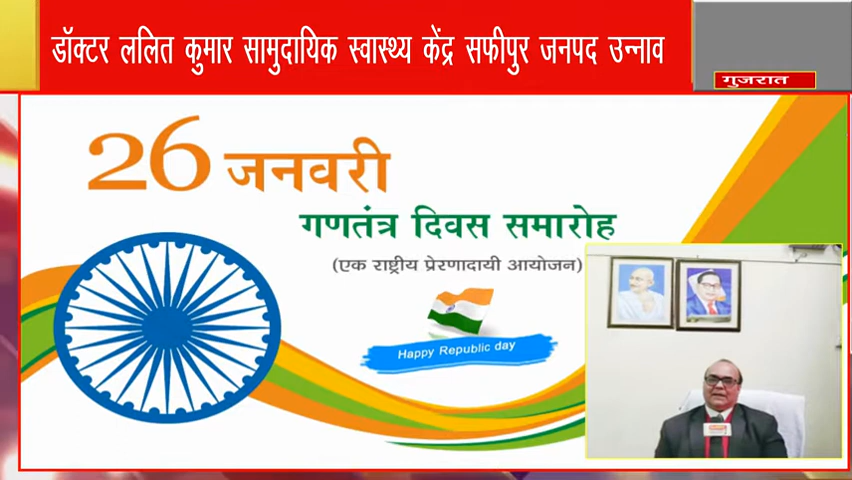 डॉक्टर ललित कुमार सामुदायिक स्वास्थ्य केंद्र सफीपुर जनपद उन्नाव
गुजरात
26 जनवरी
गणतंत्र दिवस समारोह
(एक राष्ट्रीय प्रेरणादायी आयोजन)
Happy Republic day